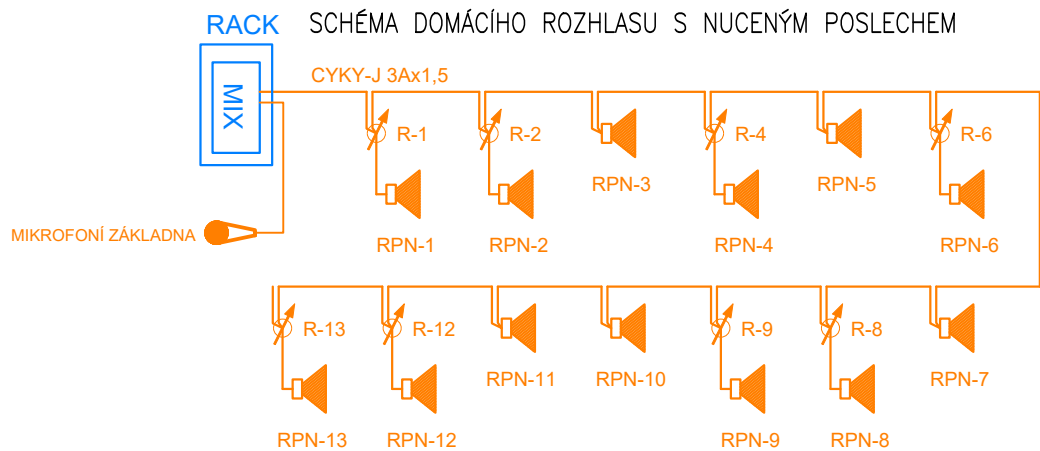 RACK
SCHÉMA DOMÁCÍHO ROZHLASU S NUCENÝM POSLECHEM
CYKY-J 3Ax1,5
MIX
R-1
R-2
RPN-3
R-4
RPN-5
R-6
RPN-1
RPN-2
RPN-4
RPN-6
MIKROFONÍ ZÁKLADNA
R-13
R-12
RPN-11
RPN-10
R-9
R-8
RPN-7
RPN-13
RPN-12
RPN-9
RPN-8